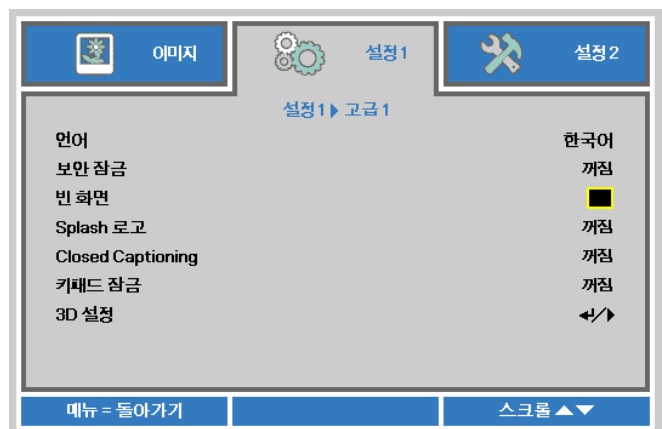 이미지 설정1 설정2
설정1 ▶ 고급1
언어 한국어
보안 잠금 꺼짐
빈 화면
Splash 로고 꺼짐
Closed Captioning 꺼짐
키패드 잠금 꺼짐
3D 설정 ↵/▶
메뉴 = 돌아가기 스크롤▲▼